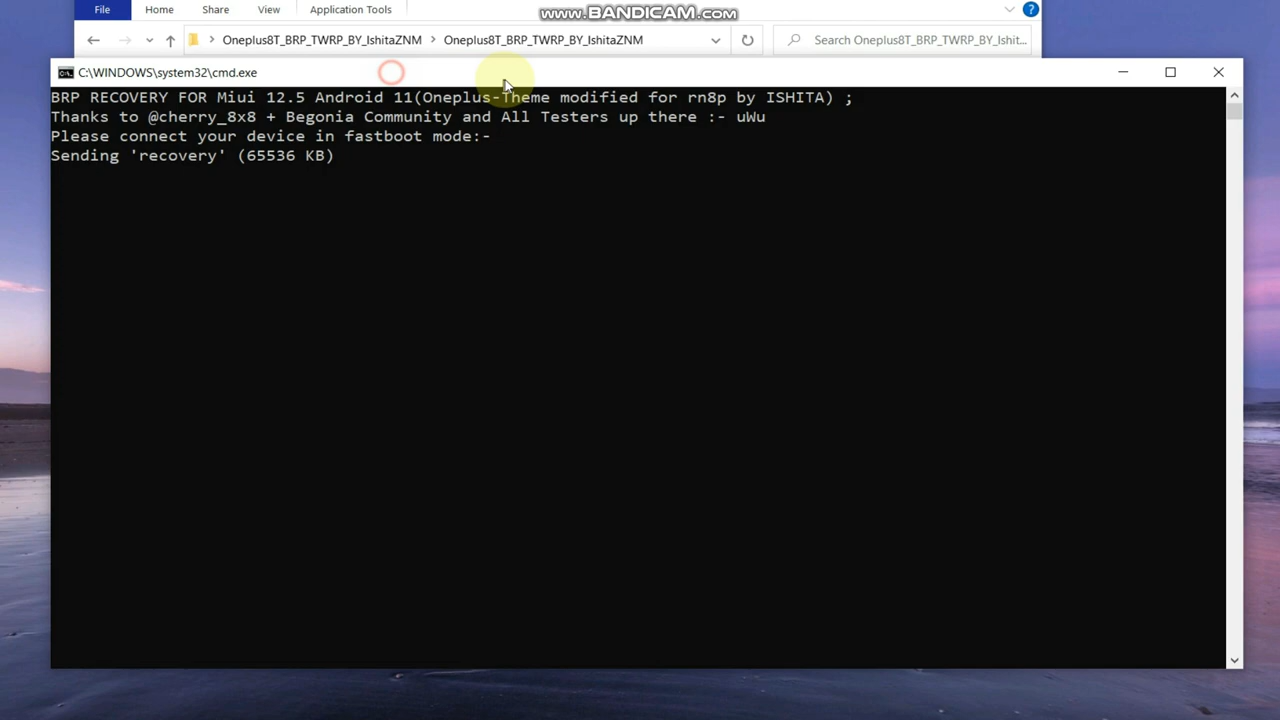 www.BANDICAM.com
File Home Share View Application Tools
Oneplus8T_BRP_TWRP_BY_IshitaZNM > Oneplus8T_BRP_TWRP_BY_IshitaZNM Search Oneplus8T_BRP_TWRP_BY_Ishit...
C:\WINDOWS\system32\cmd.exe
BRP RECOVERY FOR Miui 12.5 Android 11(Oneplus-Theme modified for rn8p by ISHITA) ;
Thanks to @cherry_8x8 + Begonia Community and All Testers up there :- uWu
Please connect your device in fastboot mode:-
Sending 'recovery' (65536 KB)